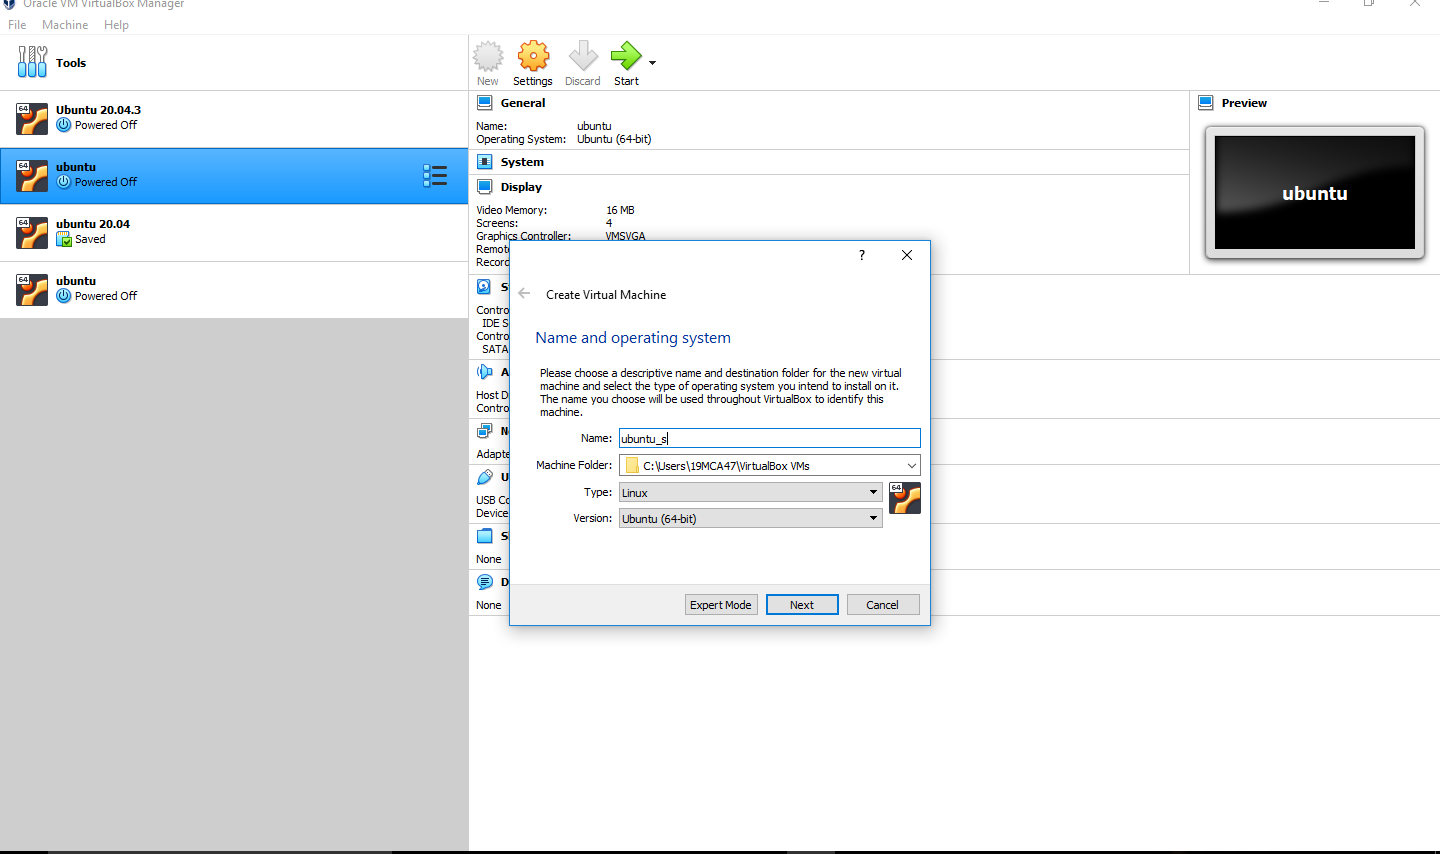 Oracle VM VirtualBox Manager
File Machine Help
Tools
New Settings Discard Start
64 Ubuntu 20.04.3
Powered Off
64 ubuntu
Powered Off
64 ubuntu 20.04
Saved
64 ubuntu
Powered Off
General
Name: ubuntu
Operating System: Ubuntu (64-bit)
System
Display
Video Memory: 16 MB
Screens: 4
Graphics Controller: VMSVGA
Remot
Record
S
Contro
IDE S
Contro
SATA
A
Host D
Contro
N
Adapte
U
USB Co
Device
S
None
D
None
Preview
ubuntu
?
Create Virtual Machine
Name and operating system
Please choose a descriptive name and destination folder for the new virtual
machine and select the type of operating system you intend to install on it.
The name you choose will be used throughout VirtualBox to identify this
machine.
Name: ubuntu_s
Machine Folder: C:\Users\19MCA47\VirtualBox VMs
Type: Linux
64
Version: Ubuntu (64-bit)
Expert Mode Next Cancel